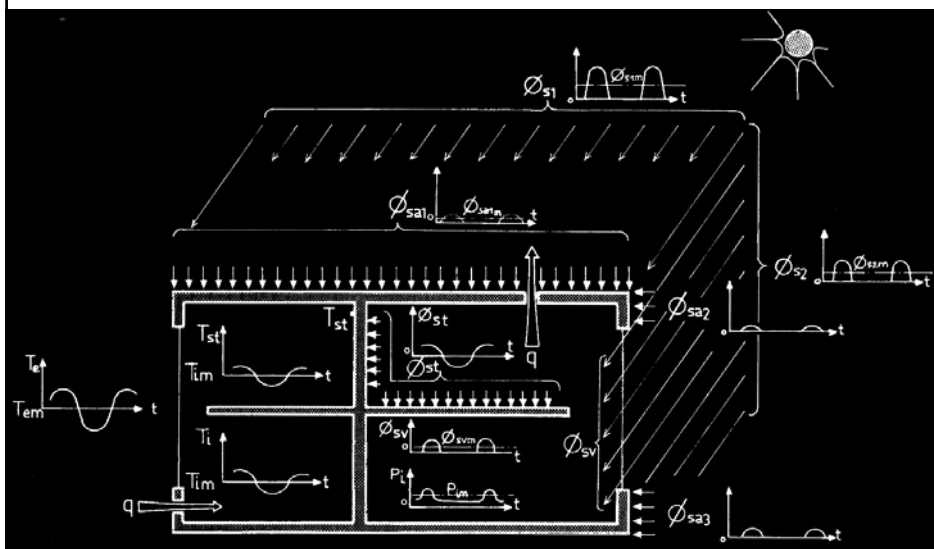 Øs1 Øs1m o t
Øsa1 o Øsa1m t
Øs2 o Øs2m t
Tst Tst Øst o t
Øsa2 o t
Tim t
q
Øst
Te Tem t
Øsv o Øsvm t
Øsv
Ti Tim t
Pi o Pim t
q
Øsa3 o t